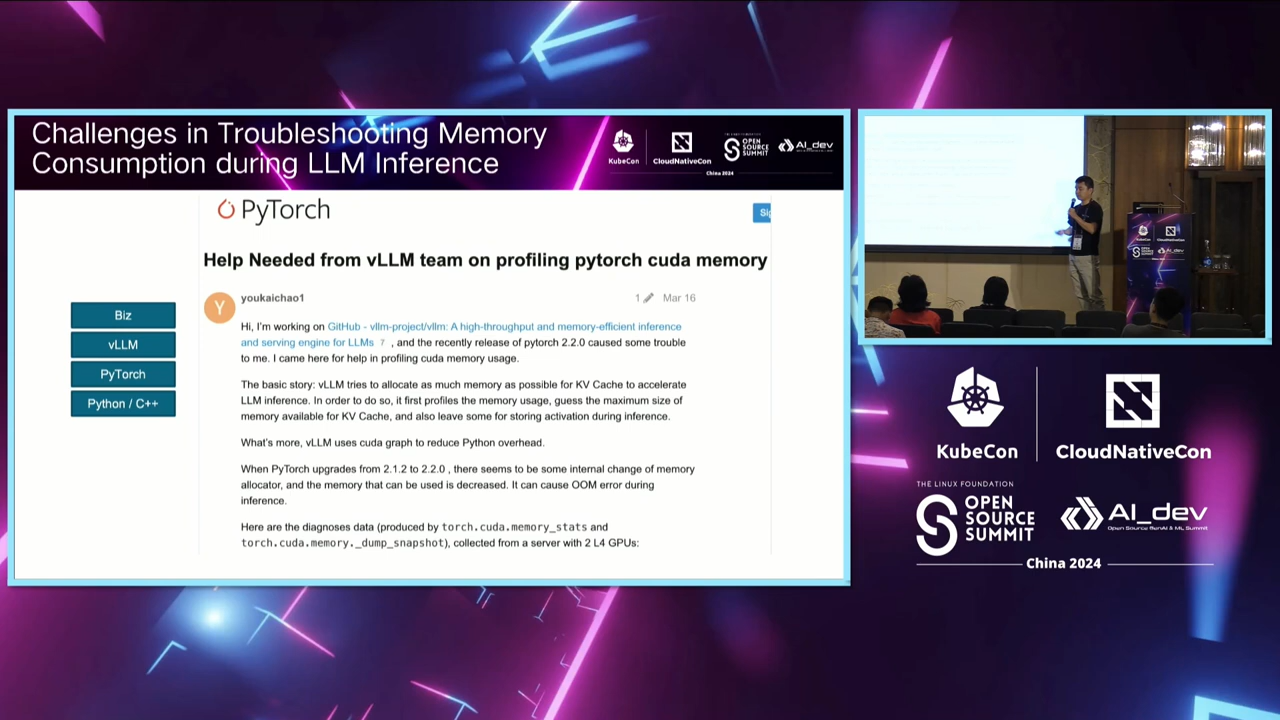 Challenges in Troubleshooting Memory
Consumption during LLM Inference
KubeCon
CloudNativeCon
THE LINUX FOUNDATION
OPEN
SOURCE
SUMMIT
AI_dev
China 2024
PyTorch
Help Needed from vLLM team on profiling pytorch cuda memory
Y
youkaichao1
1
Mar 16
Hi, I'm working on GitHub - vllm-project/vllm: A high-throughput and memory-efficient inference
and serving engine for LLMs 7 , and the recently release of pytorch 2.2.0 caused some trouble
to me. I came here for help in profiling cuda memory usage.
The basic story: vLLM tries to allocate as much memory as possible for KV Cache to accelerate
LLM inference. In order to do so, it first profiles the memory usage, guess the maximum size of
memory available for KV Cache, and also leave some for storing activation during inference.
What's more, vLLM uses cuda graph to reduce Python overhead.
When PyTorch upgrades from 2.1.2 to 2.2.0 , there seems to be some internal change of memory
allocator, and the memory that can be used is decreased. It can cause OOM error during
inference.
Here are the diagnoses data (produced by torch.cuda.memory_stats and
torch.cuda.memory._dump_snapshot), collected from a server with 2 L4 GPUs:
Biz
vLLM
PyTorch
Python / C++
KubeCon
CloudNativeCon
THE LINUX FOUNDATION
OPEN
SOURCE
SUMMIT
AI_dev
Open Source GenAI & ML Summit
China 2024